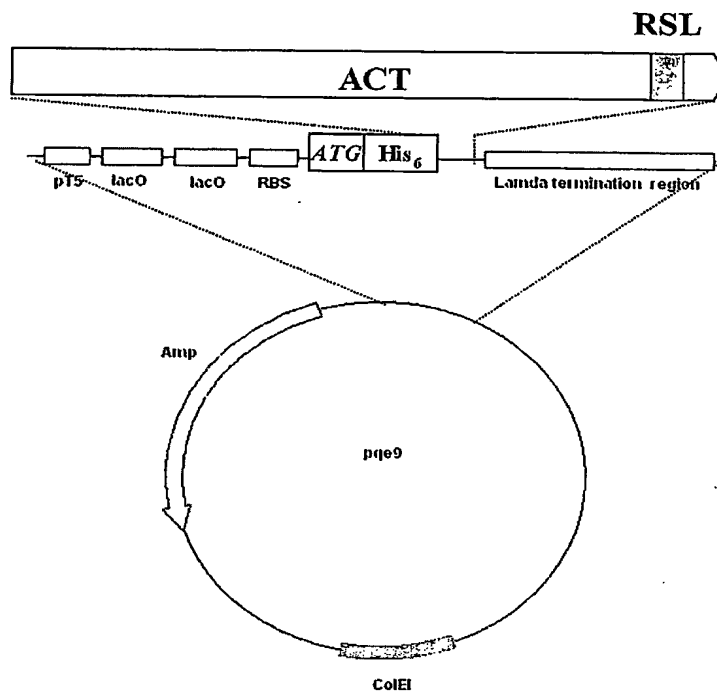 RSL
ACT
ATG His6
pT5 lacO lacO RBS Lamda termination region
Amp
pqe9
ColEI